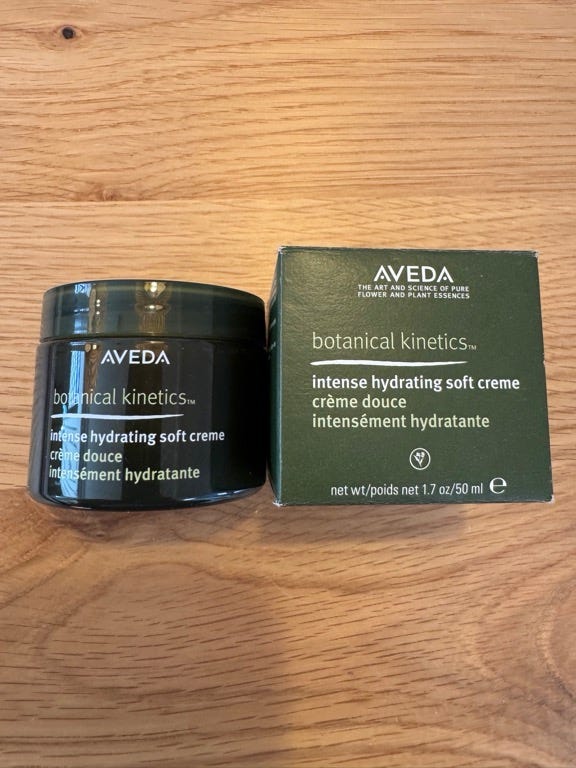 AVEDA
botanical kinetics™
intense hydrating soft creme
crème douce
intensément hydratante
AVEDA
THE ART AND SCIENCE OF PURE
FLOWER AND PLANT ESSENCES
botanical kinetics™
intense hydrating soft creme
crème douce
intensément hydratante
net wt/poids net 1.7 oz/50 ml ℮